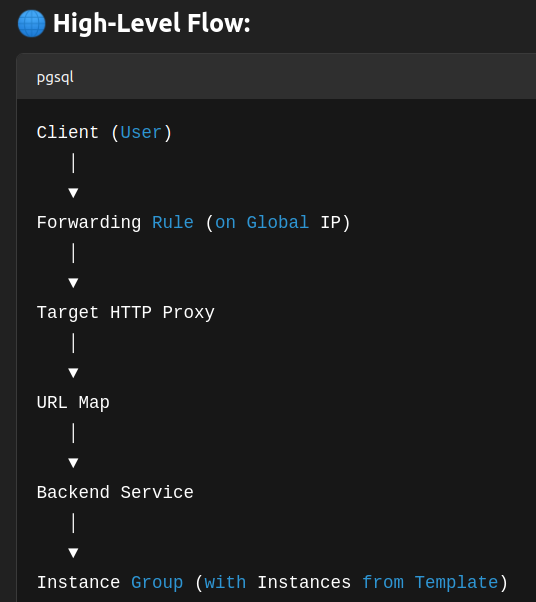 🌐 High-Level Flow:
pgsql
Client (User)
│
▼
Forwarding Rule (on Global IP)
│
▼
Target HTTP Proxy
│
▼
URL Map
│
▼
Backend Service
│
▼
Instance Group (with Instances from Template)